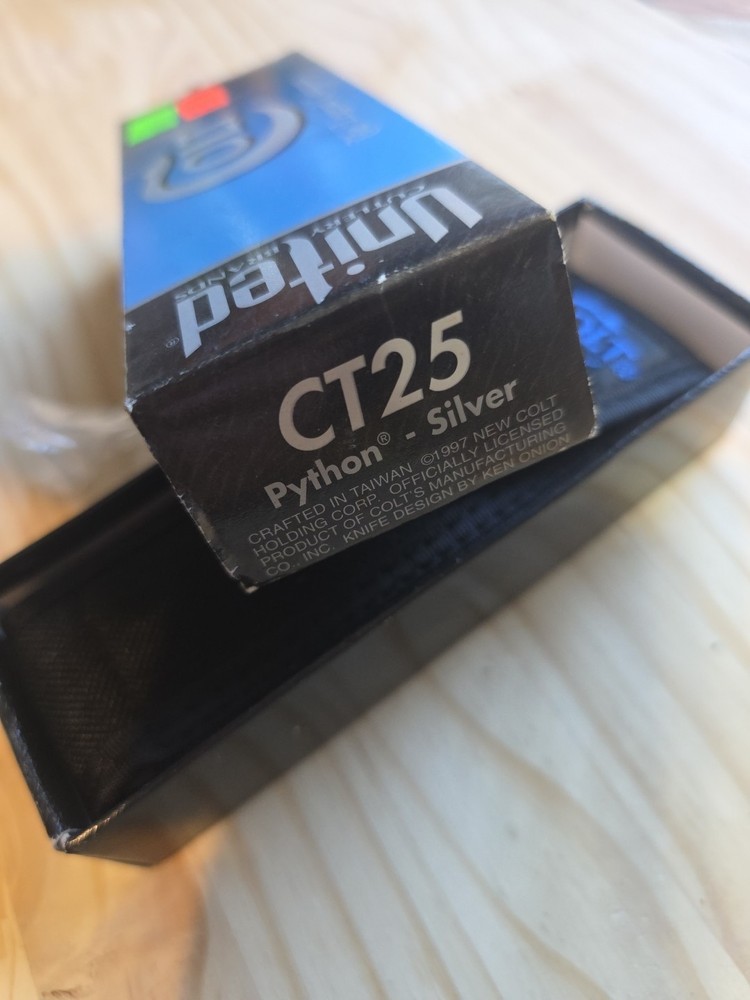 United®
CUTLERY BRANDS
CT25
Python® - Silver
CRAFTED IN TAIWAN ©1997 NEW COLT
HOLDING CORP. OFFICIALLY LICENSED
PRODUCT OF COLT'S MANUFACTURING
CO., INC. KNIFE DESIGN BY KEN ONION